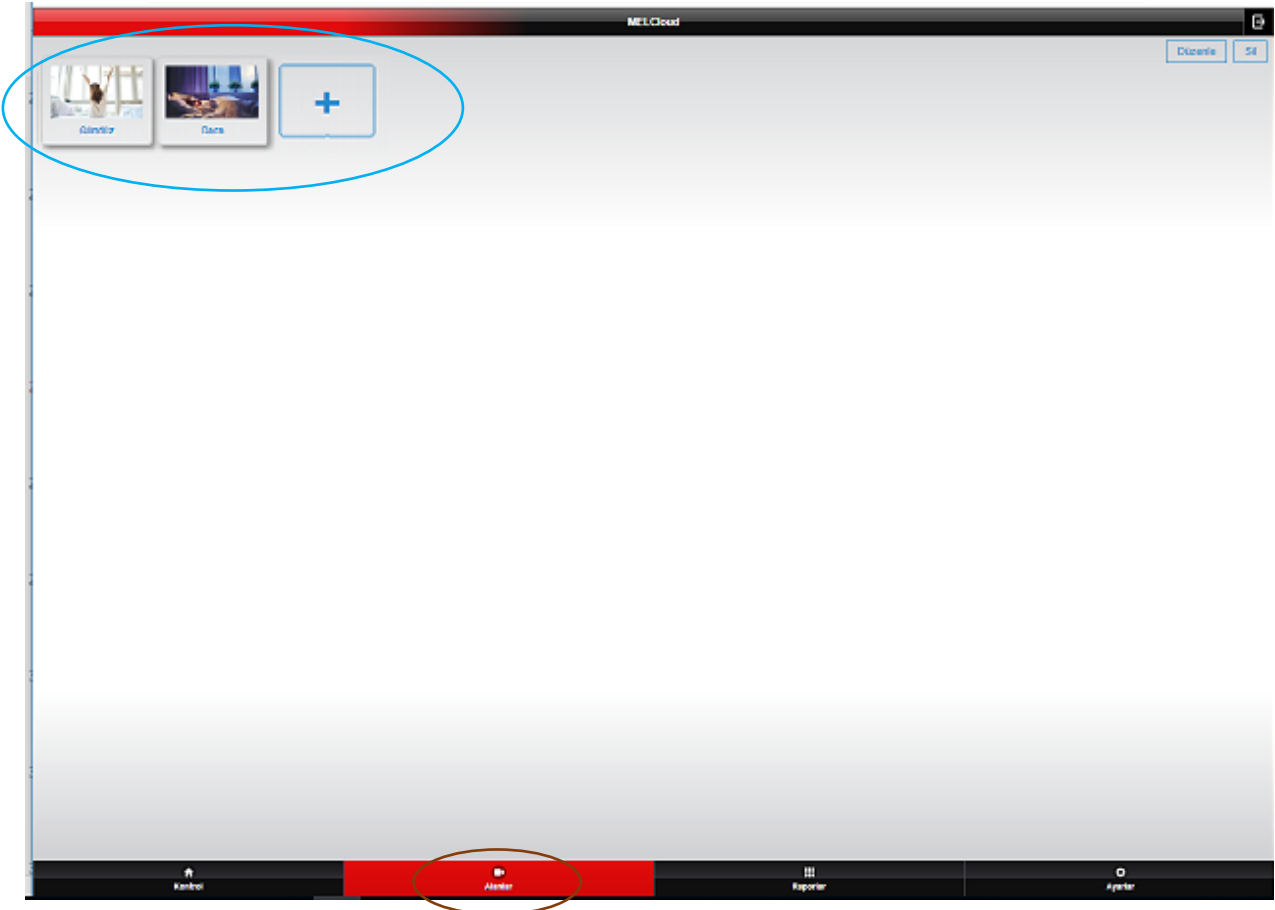 MELCloud
Düzenle
Sil
Gündüz
Gece
Kontrol
Alanlar
Raporlar
Ayarlar